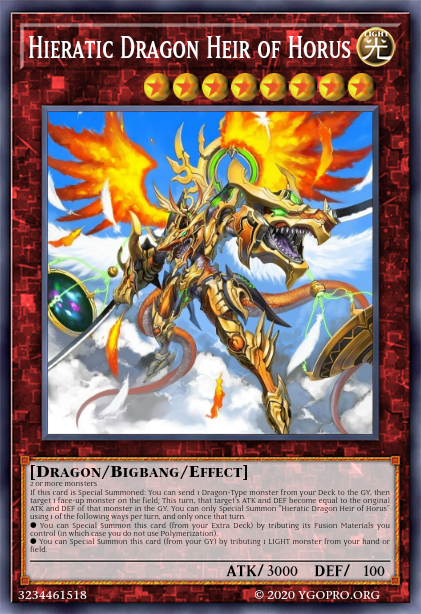 Hieratic Dragon Heir of Horus
LIGHT
光
[Dragon/Bigbang/Effect]
2 or more monsters
If this card is Special Summoned: You can send 1 Dragon-Type monster from your Deck to the GY, then
target 1 face-up monster on the field; This turn, that target's ATK and DEF become equal to the original
ATK and DEF of that monster in the GY. You can only Special Summon "Hieratic Dragon Heir of Horus"
using 1 of the following ways per turn, and only once that turn.
● You can Special Summon this card (from your Extra Deck) by tributing its Fusion Materials you
control (in which case you do not use Polymerization).
● You can Special Summon this card (from your GY) by tributing 1 LIGHT monster from your hand or
field.
ATK/ 3000 DEF/ 100
3234461518 © 2020 YGOPRO.ORG